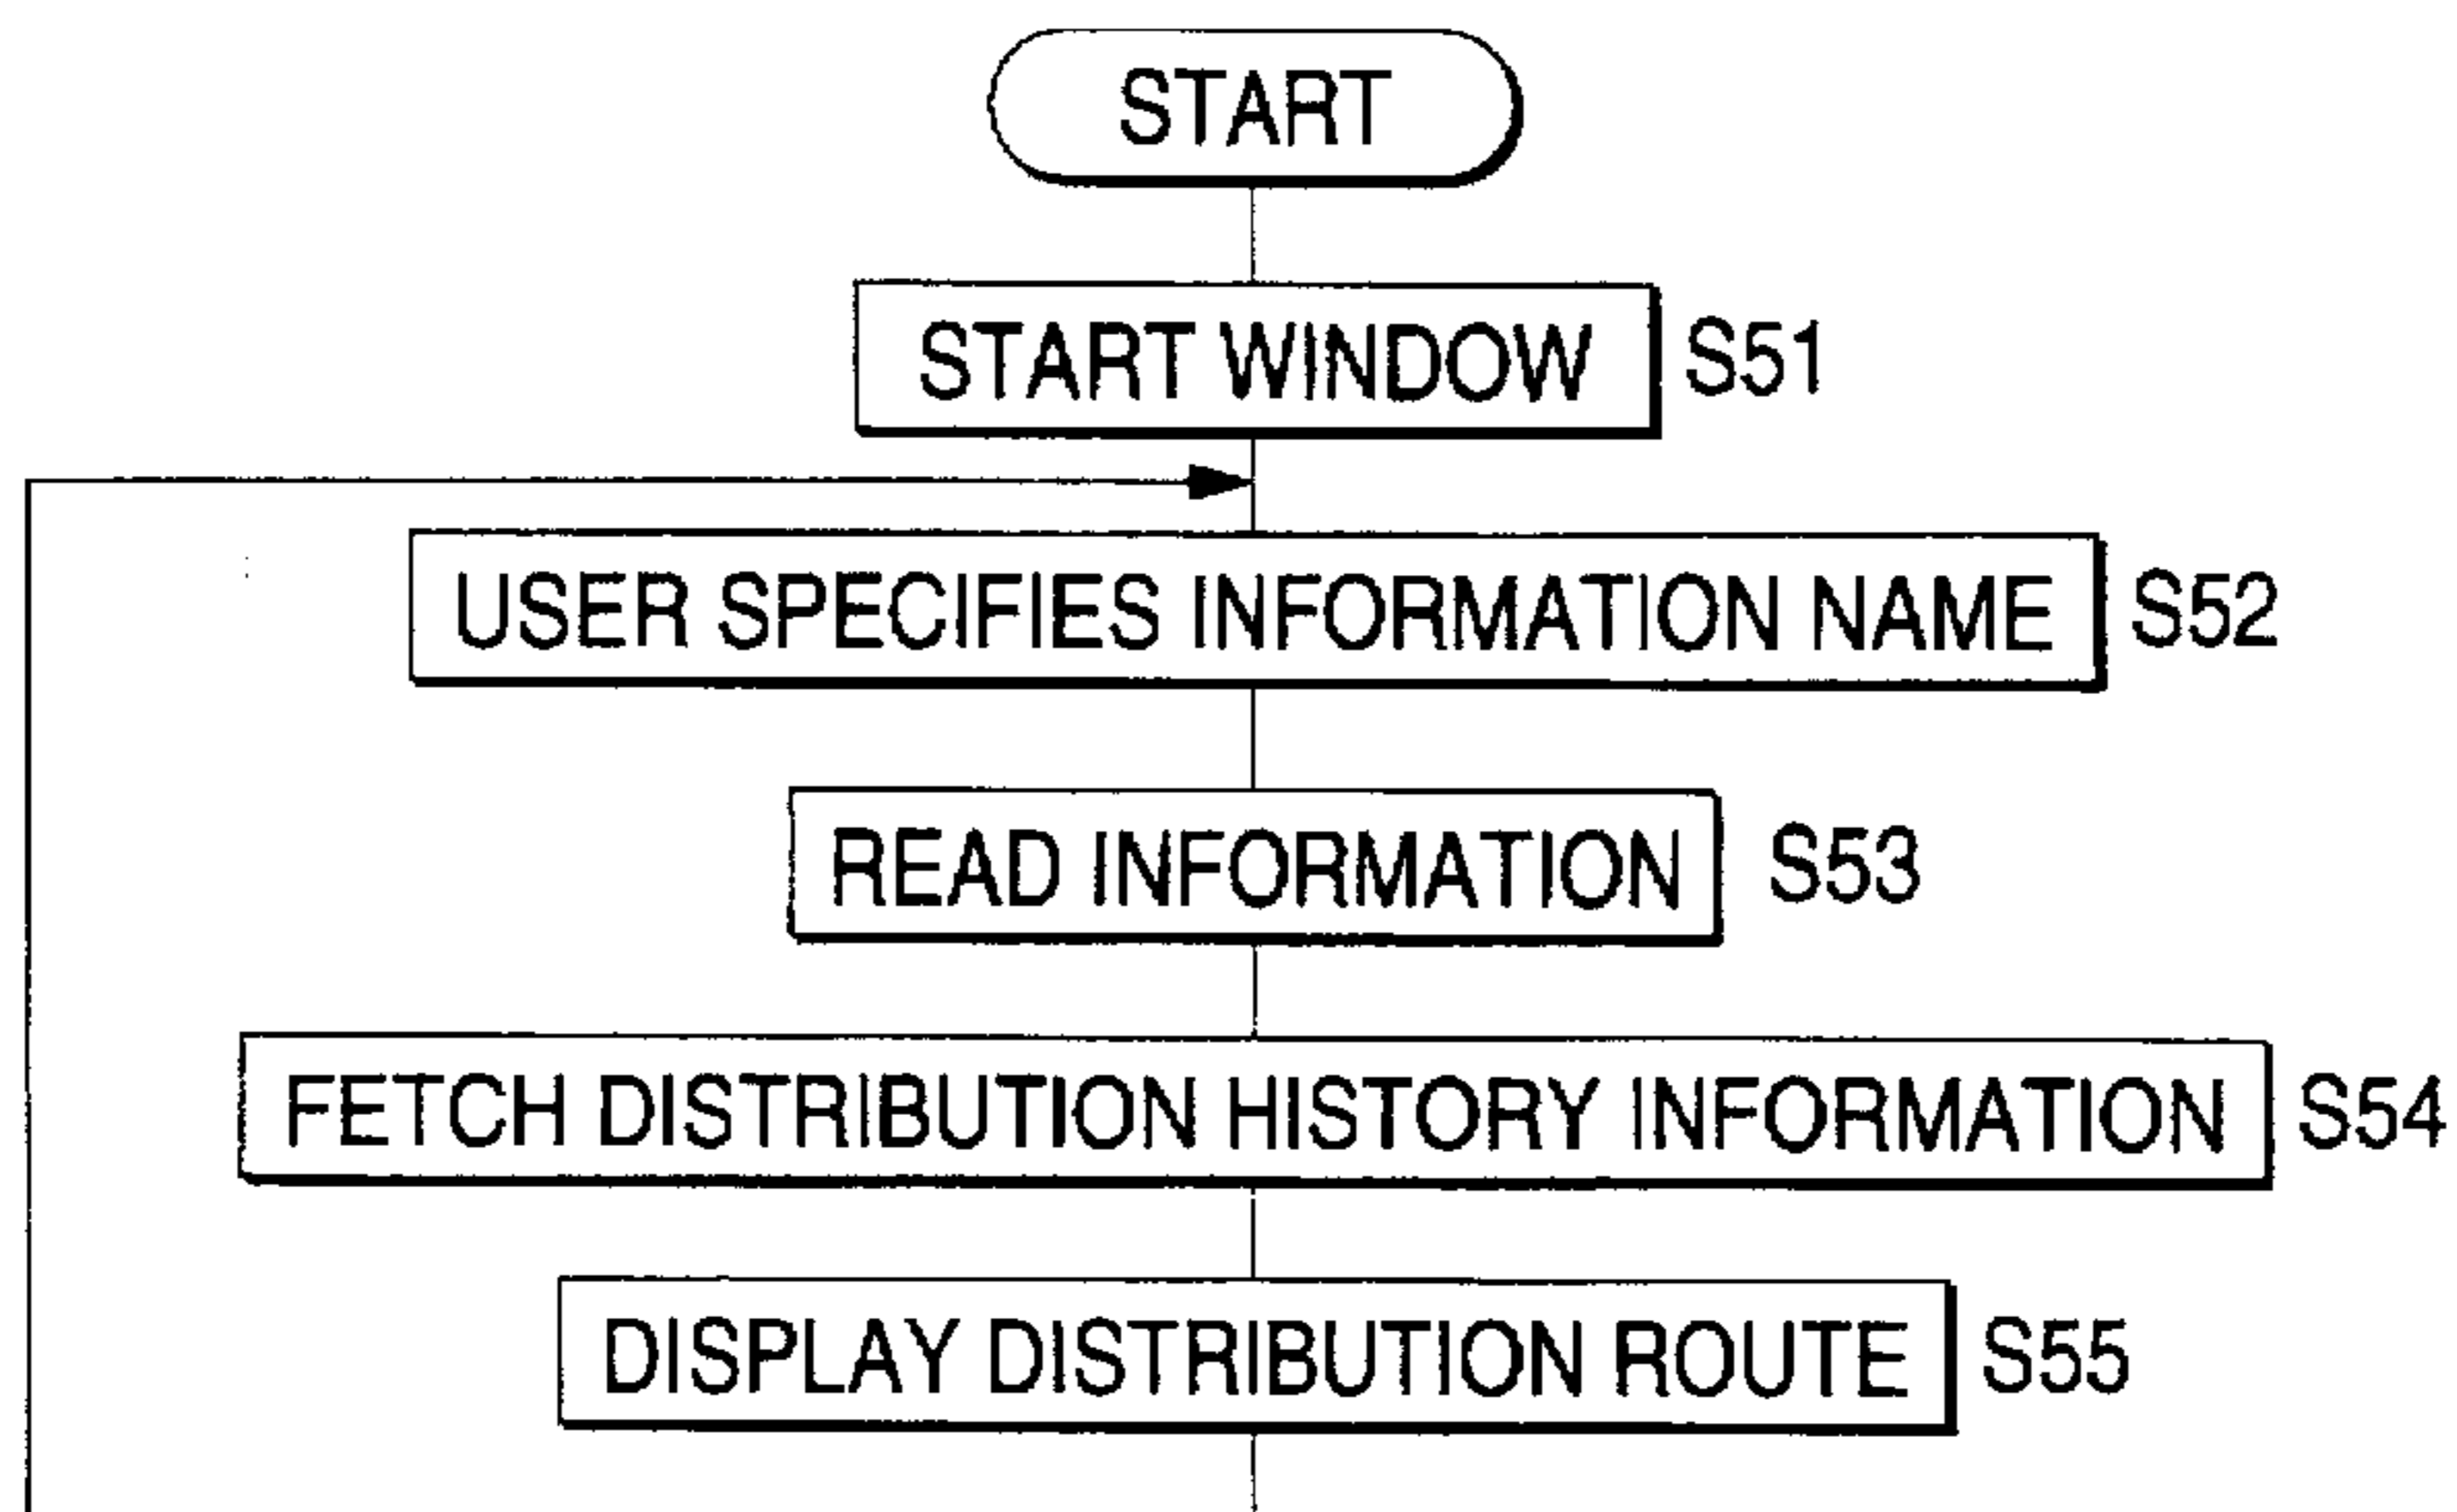 START
START WINDOW S51
USER SPECIFIES INFORMATION NAME S52
READ INFORMATION S53
FETCH DISTRIBUTION HISTORY INFORMATION S54
DISPLAY DISTRIBUTION ROUTE S55